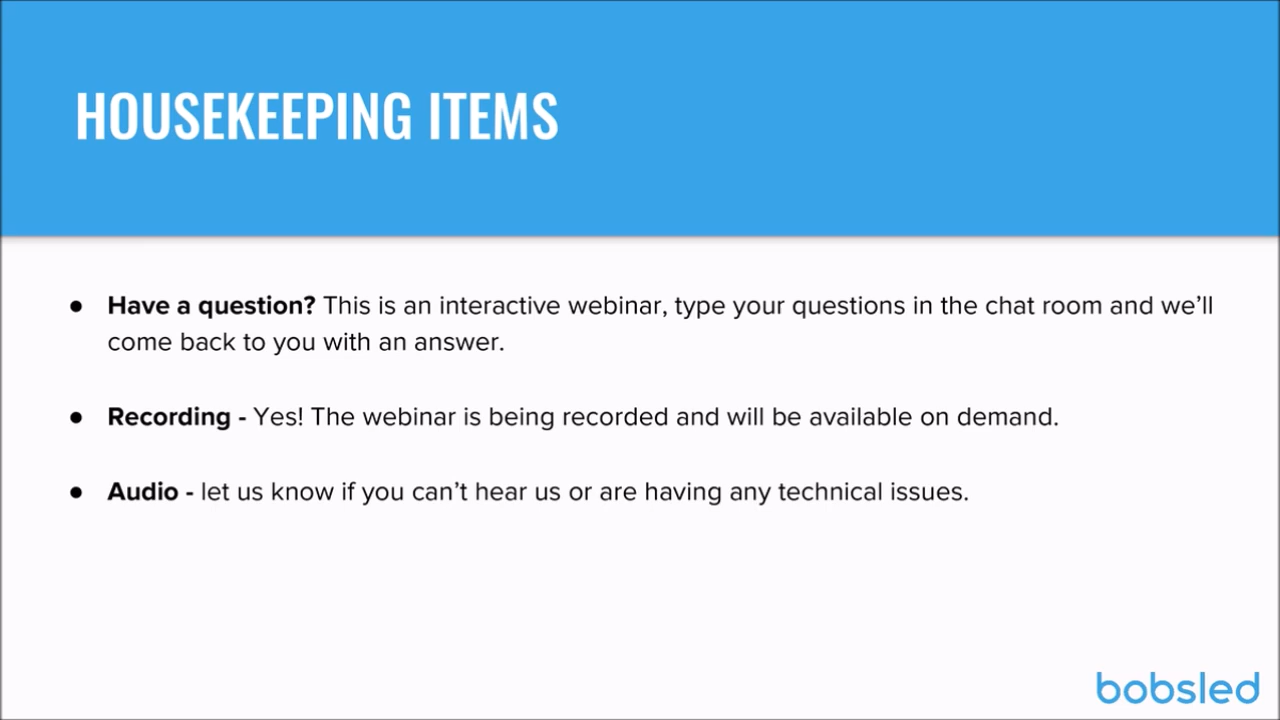 HOUSEKEEPING ITEMS
● Have a question? This is an interactive webinar, type your questions in the chat room and we’ll
come back to you with an answer.
● Recording - Yes! The webinar is being recorded and will be available on demand.
● Audio - let us know if you can’t hear us or are having any technical issues.
bobsled